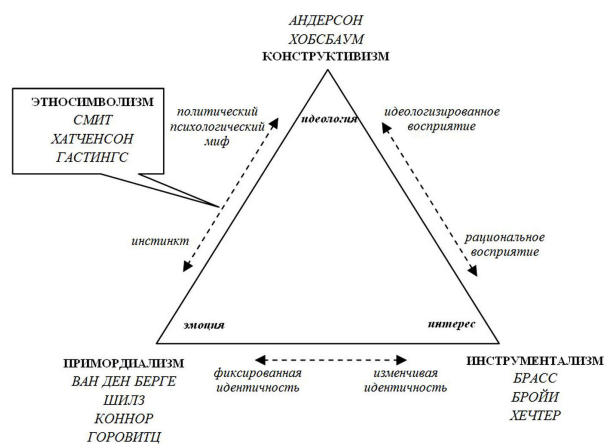 АНДЕРСОН
ХОБСБАУМ
КОНСТРУКТИВИЗМ
ЭТНОСИМВОЛИЗМ
СМИТ
ХАТЧЕНСОН
ГАСТИНГС
политический
психологический
миф
идеология
идеологизированное
восприятие
инстинкт
рациональное
восприятие
эмоция
интерес
ПРИМОРДИАЛИЗМ
ВАН ДЕН БЕРГЕ
ШИЛЗ
КОННОР
ГОРОВИТЦ
фиксированная
идентичность
изменчивая
идентичность
ИНСТРУМЕНТАЛИЗМ
БРАСС
БРОЙИ
ХЕЧТЕР